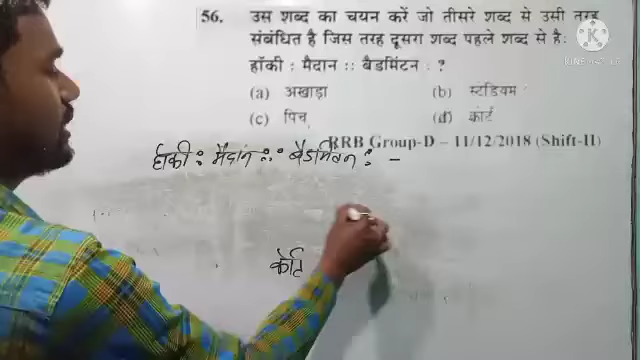 56. उस शब्द का चयन करें जो तीसरे शब्द से उसी तरह
संबंधित है जिस तरह दूसरा शब्द पहले शब्द से है:
हॉकी : मैदान :: बैडमिंटन : ?
(a) अखाड़ा (b) स्टेडियम
(c) पिच (d) कोर्ट
RRB Group-D – 11/12/2018 (Shift-II)
हाकी : मैदान :: बैडमिंटन : –
कोर्ट